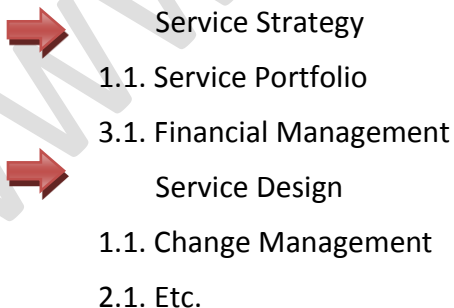 Service Strategy
1.1. Service Portfolio
3.1. Financial Management
Service Design
1.1. Change Management
2.1. Etc.